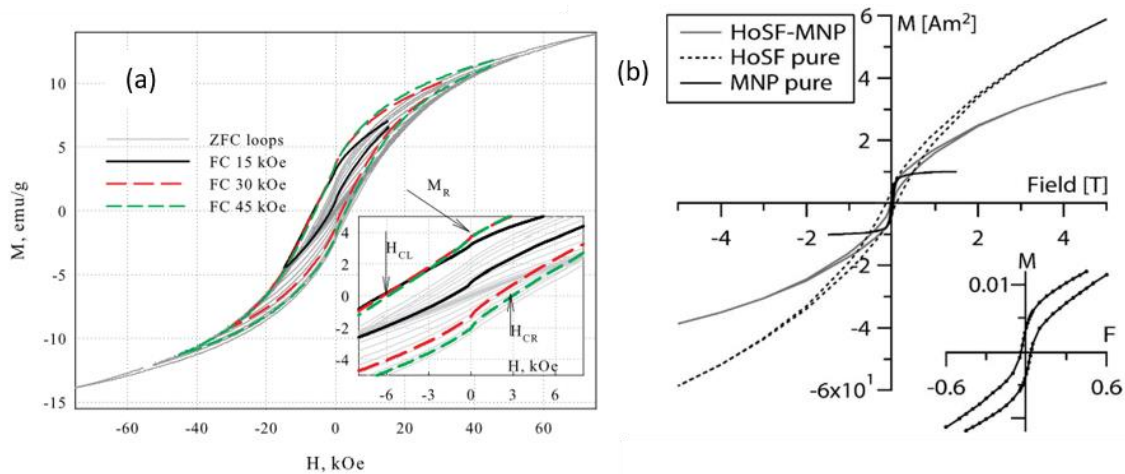 (a)
M, emu/g
10
5
0
-5
-10
-15
ZFC loops
FC 15 kOe
FC 30 kOe
FC 45 kOe
-60 -40 -20 0 20 40 60
H, kOe
M_R
H_CL
H_CR
4
2
0
-2
-4
-6 -3 0 3 6
H, kOe
(b)
M [Am²]
HoSF-MNP
HoSF pure
MNP pure
6
4
2
Field [T]
-4 -2 2 4
-2
-4
-6x10¹
M
0.01
F
-0.6 0.6